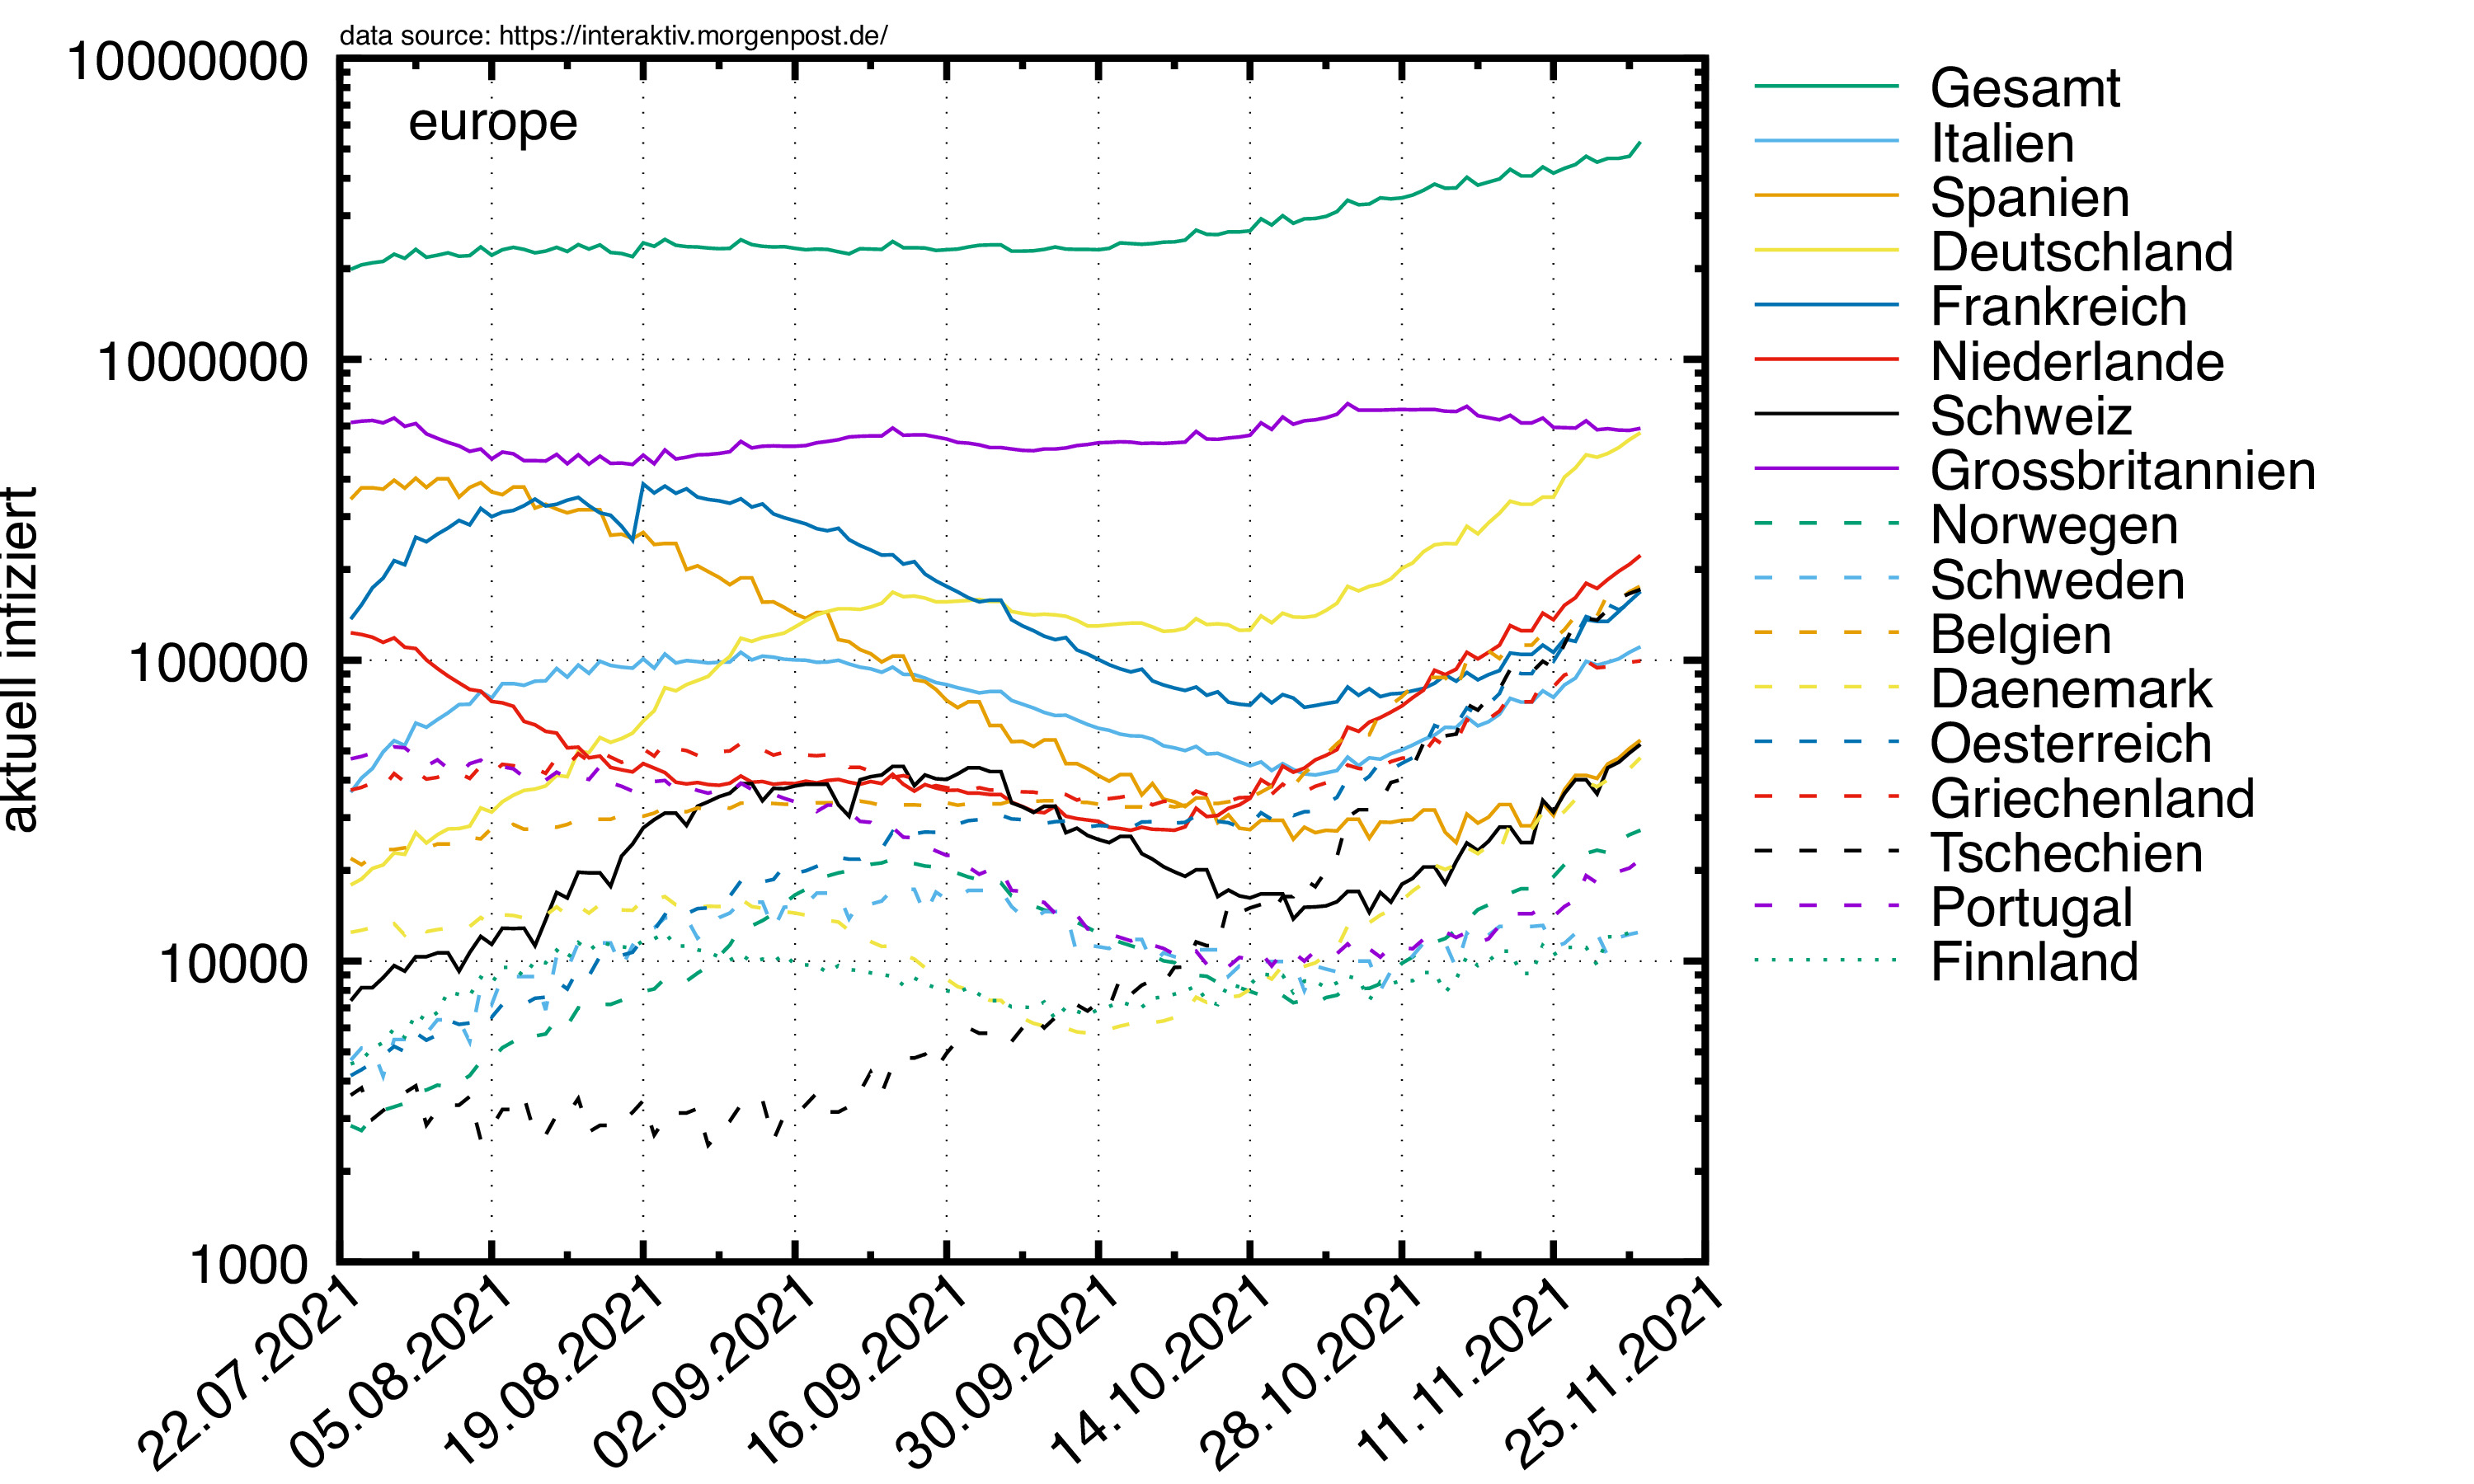 data source: https://interaktiv.morgenpost.de/
europe
aktuell infiziert
10000000
1000000
100000
10000
1000
22.07.2021
05.08.2021
19.08.2021
02.09.2021
16.09.2021
30.09.2021
14.10.2021
28.10.2021
11.11.2021
25.11.2021
Gesamt
Italien
Spanien
Deutschland
Frankreich
Niederlande
Schweiz
Grossbritannien
Norwegen
Schweden
Belgien
Daenemark
Oesterreich
Griechenland
Tschechien
Portugal
Finnland